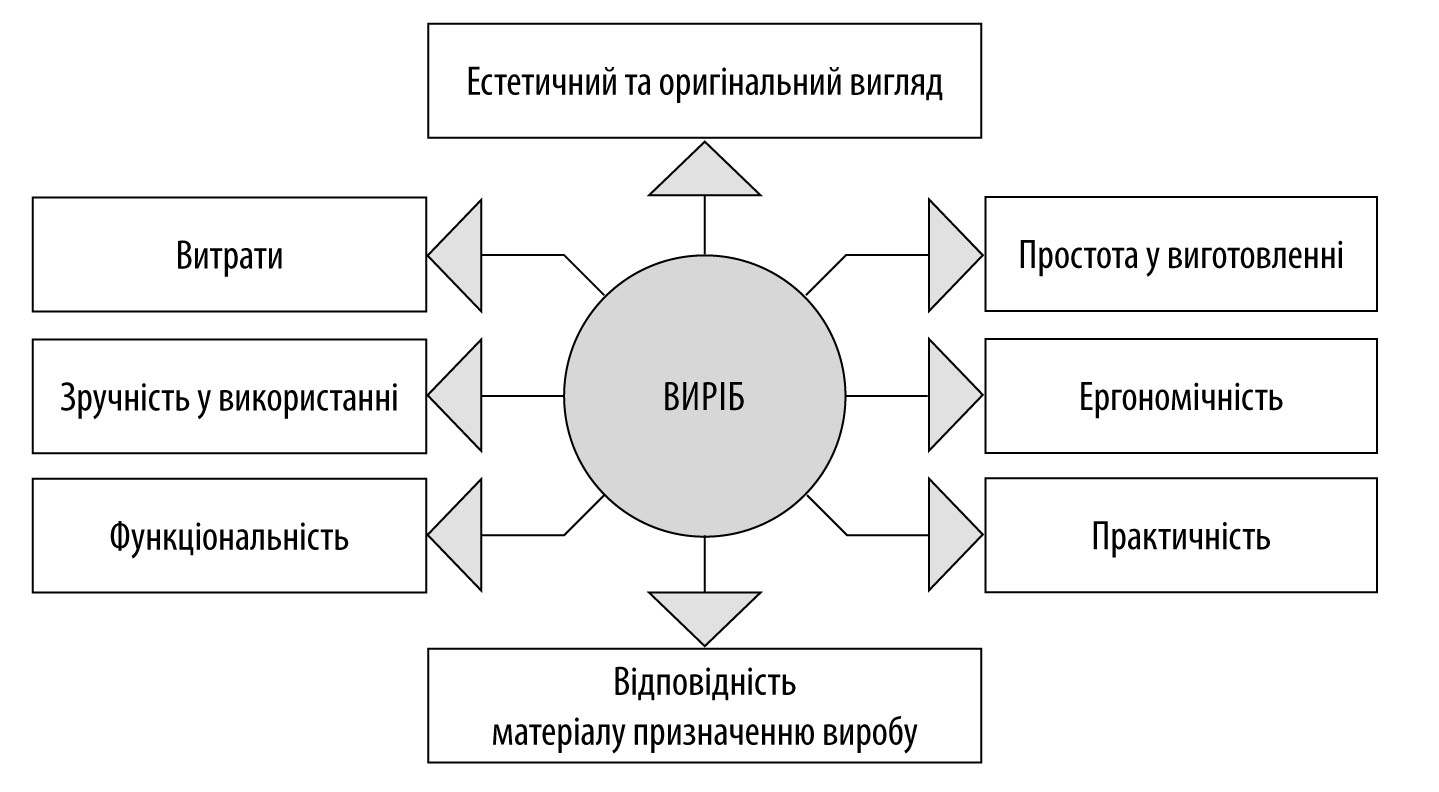 Естетичний та оригінальний вигляд
Витрати
Простота у виготовленні
Зручність у використанні
ВИРІБ
Ергономічність
Функціональність
Практичність
Відповідність
матеріалу призначенню виробу